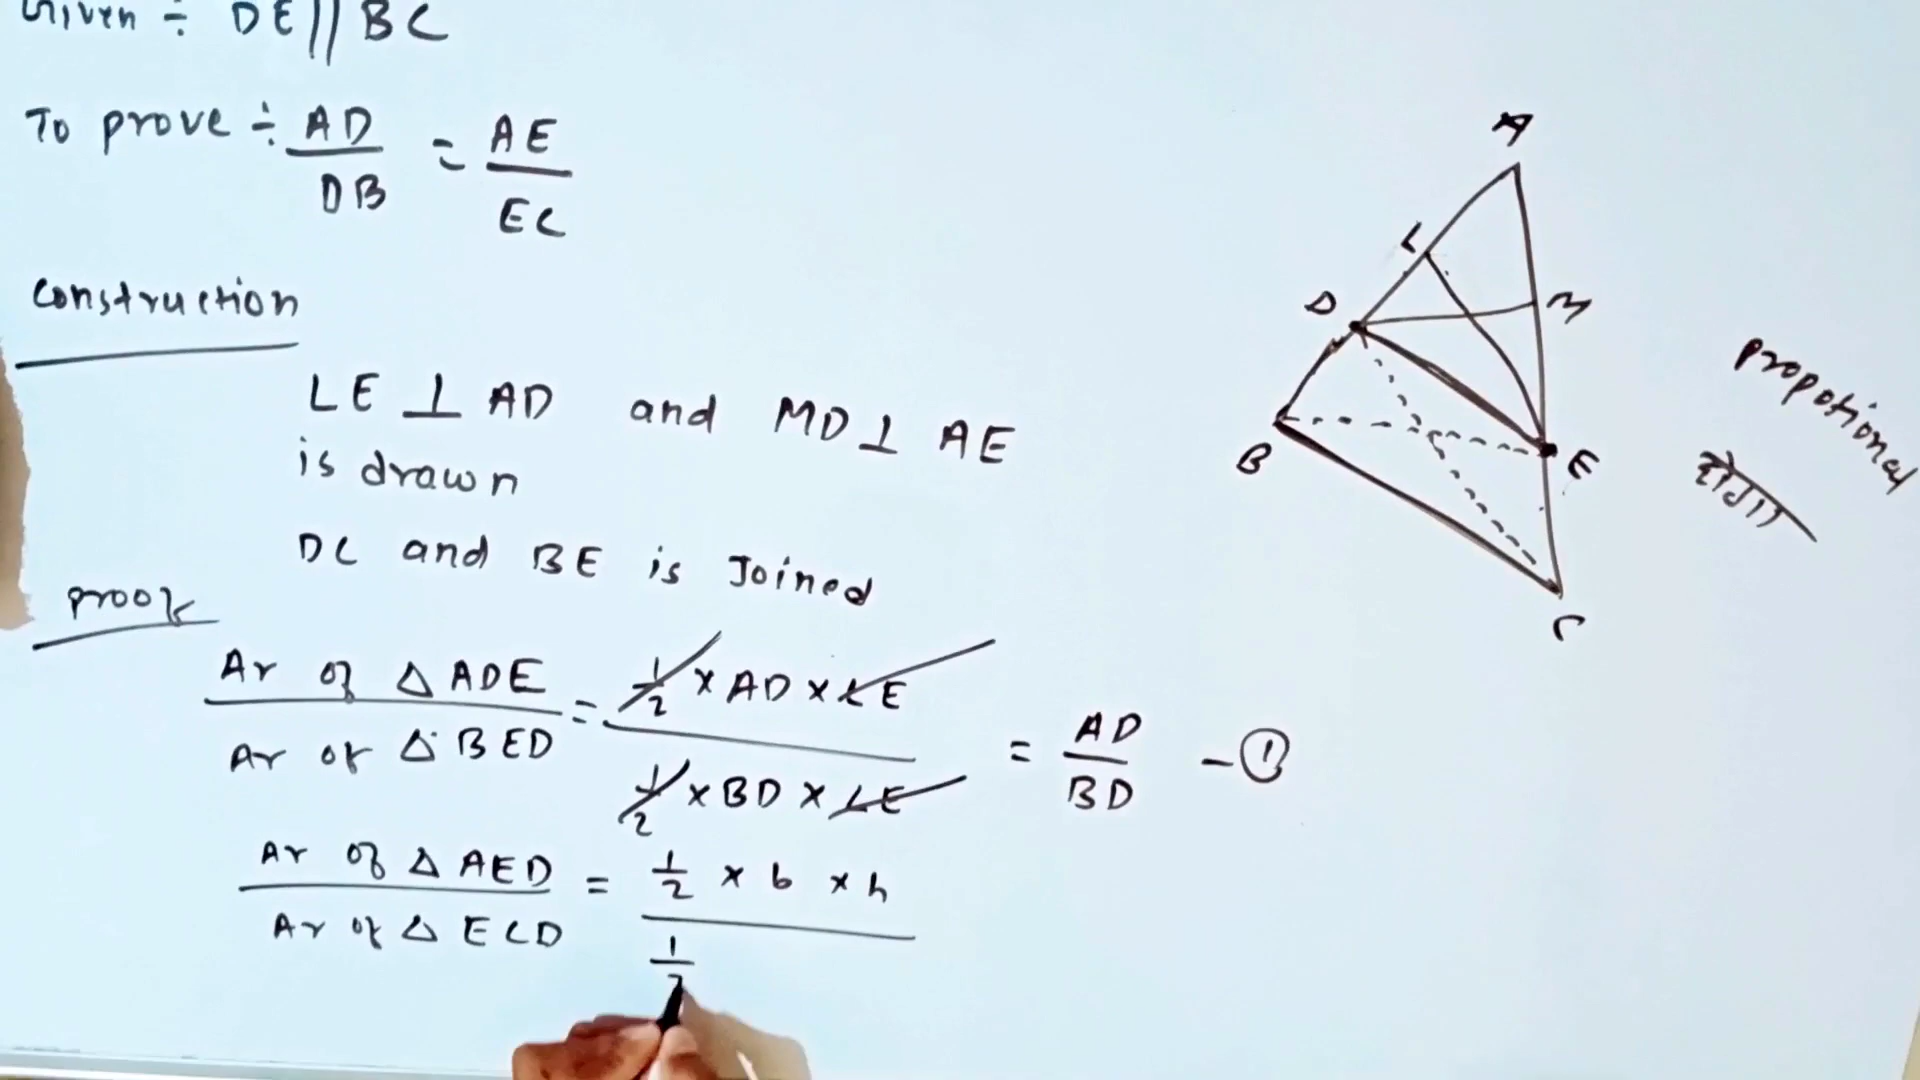 Given ÷ DE || BC
To prove ÷ AD/DB = AE/EC
construction
LE ⊥ AD and MD ⊥ AE
is drawn
DC and BE is Joined
proof
Ar of △ ADE / Ar of △ BED = 1/2 × AD × LE / 1/2 × BD × LE = AD/BD - ①
Ar of △ AED / Ar of △ ECD = 1/2 × b × h / 1/2
A
L
D
M
B
E
C
propotional